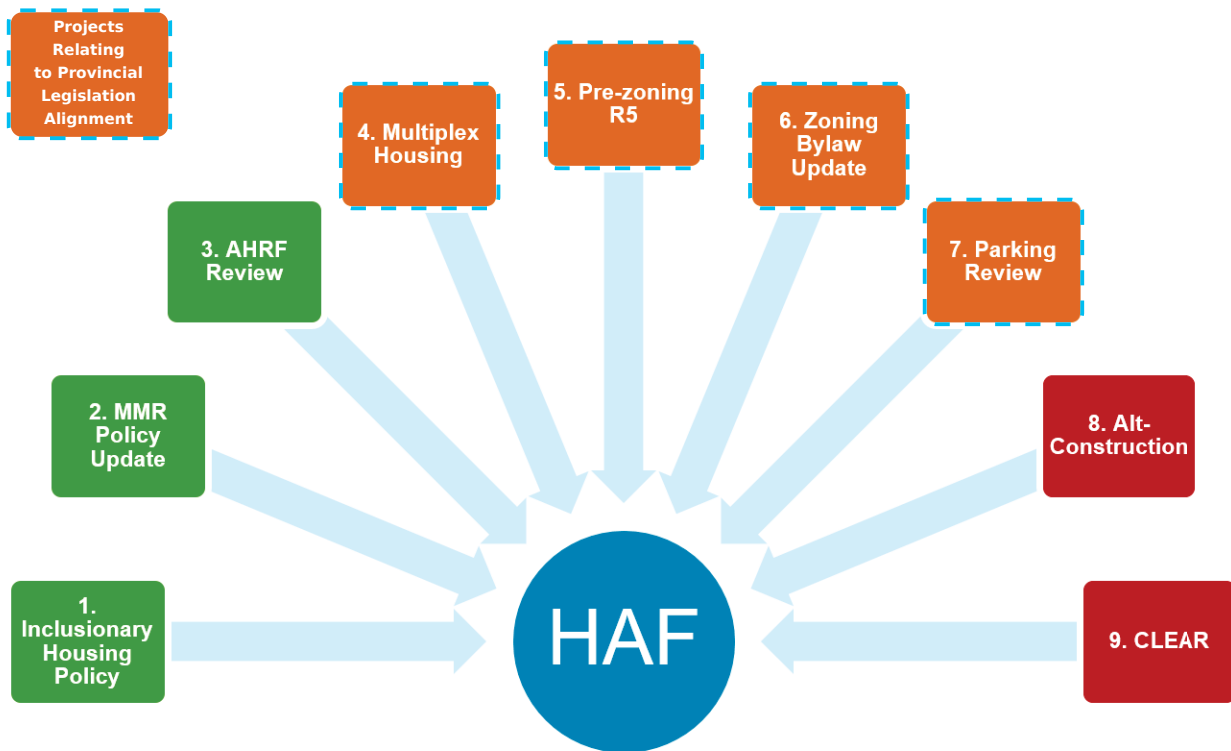 Projects
Relating
to Provincial
Legislation
Alignment
5. Pre-zoning
R5
4. Multiplex
Housing
6. Zoning
Bylaw
Update
3. AHRF
Review
7. Parking
Review
2. MMR
Policy
Update
8. Alt-
Construction
1.
Inclusionary
Housing
Policy
HAF
9. CLEAR